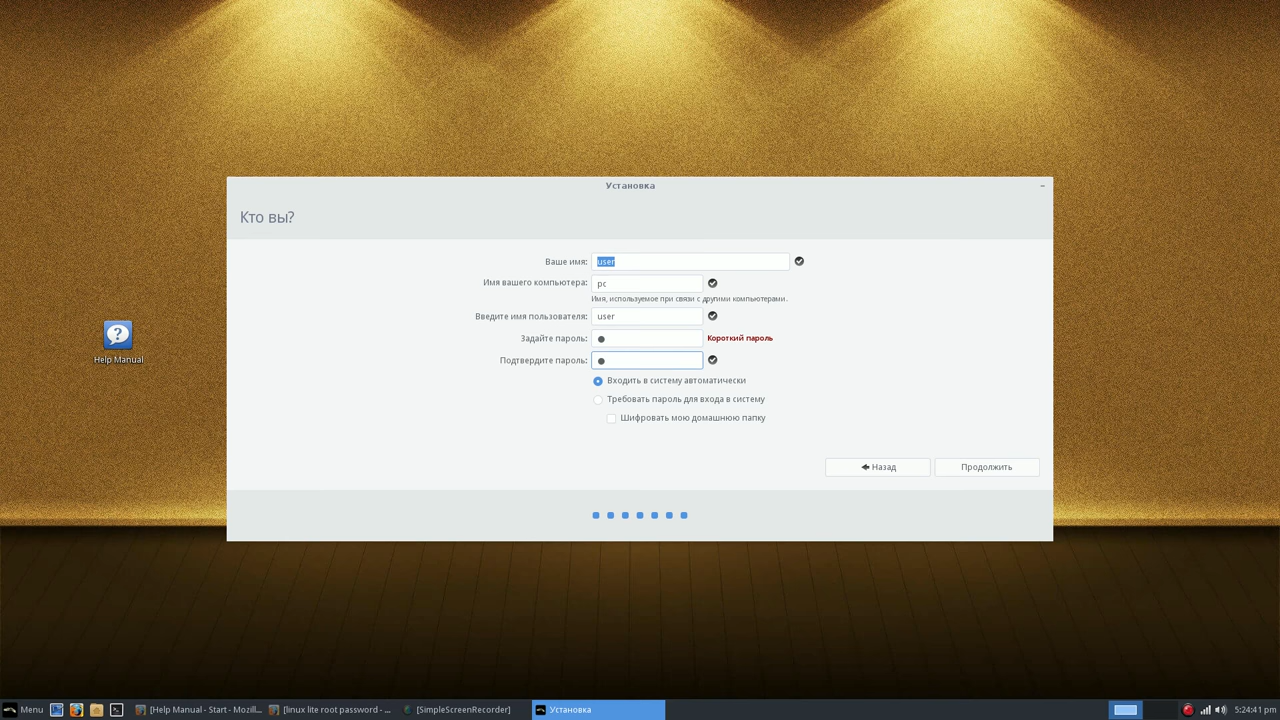 Установка
Кто вы?
Ваше имя: user
Имя вашего компьютера: pc
Имя, используемое при связи с другими компьютерами.
Введите имя пользователя: user
Задайте пароль: Короткий пароль
Подтвердите пароль:
Входить в систему автоматически
Требовать пароль для входа в систему
Шифровать мою домашнюю папку
Назад Продолжить
Help Manual
Menu [Help Manual - Start - Mozill... [linux lite root password - ... [SimpleScreenRecorder] Установка 5:24:41 pm